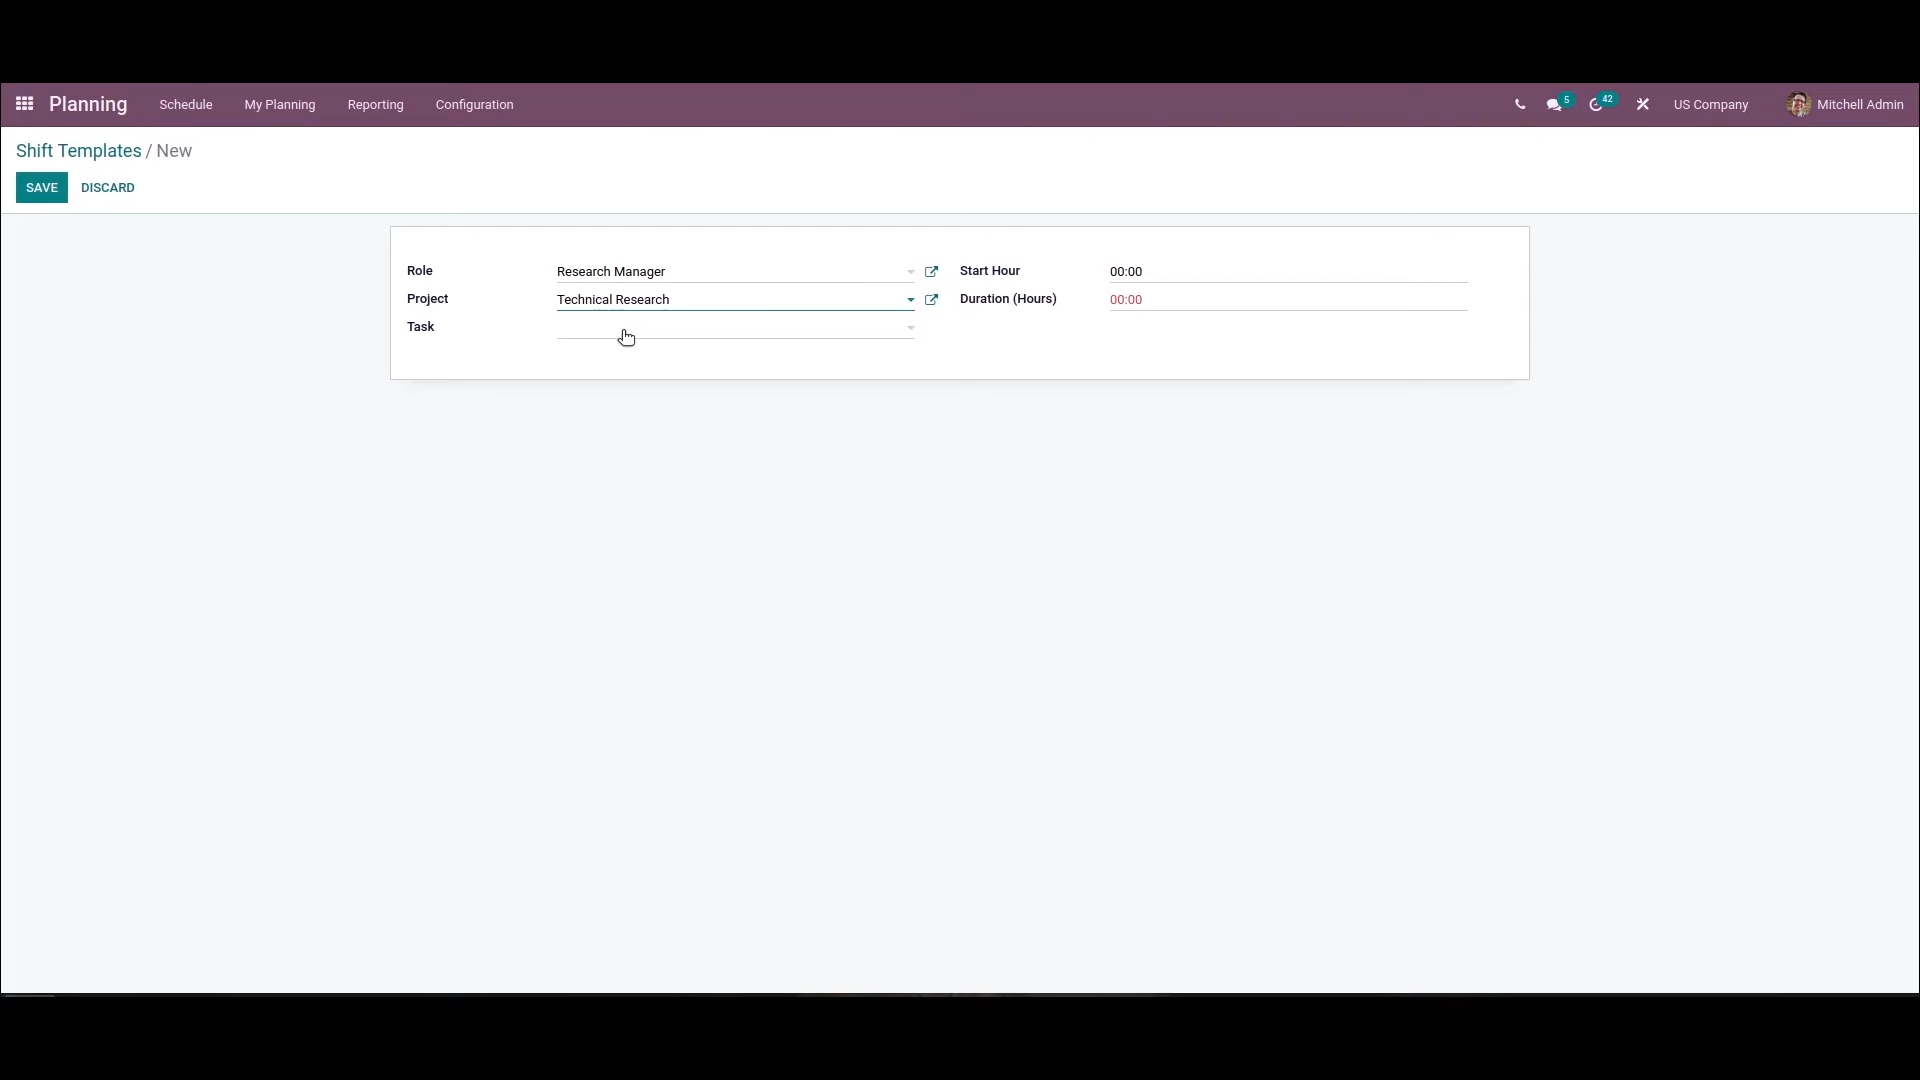 Planning Schedule My Planning Reporting Configuration 5 42 US Company Mitchell Admin
Shift Templates / New
SAVE DISCARD
Role Research Manager Start Hour 00:00
Project Technical Research Duration (Hours) 00:00
Task